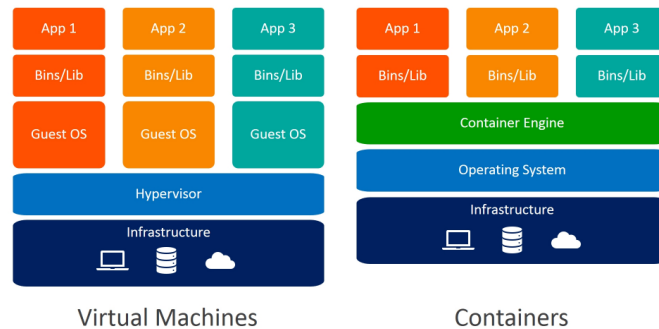 App 1
App 2
App 3
Bins/Lib
Bins/Lib
Bins/Lib
Guest OS
Guest OS
Guest OS
Hypervisor
Infrastructure
Virtual Machines
App 1
App 2
App 3
Bins/Lib
Bins/Lib
Bins/Lib
Container Engine
Operating System
Infrastructure
Containers